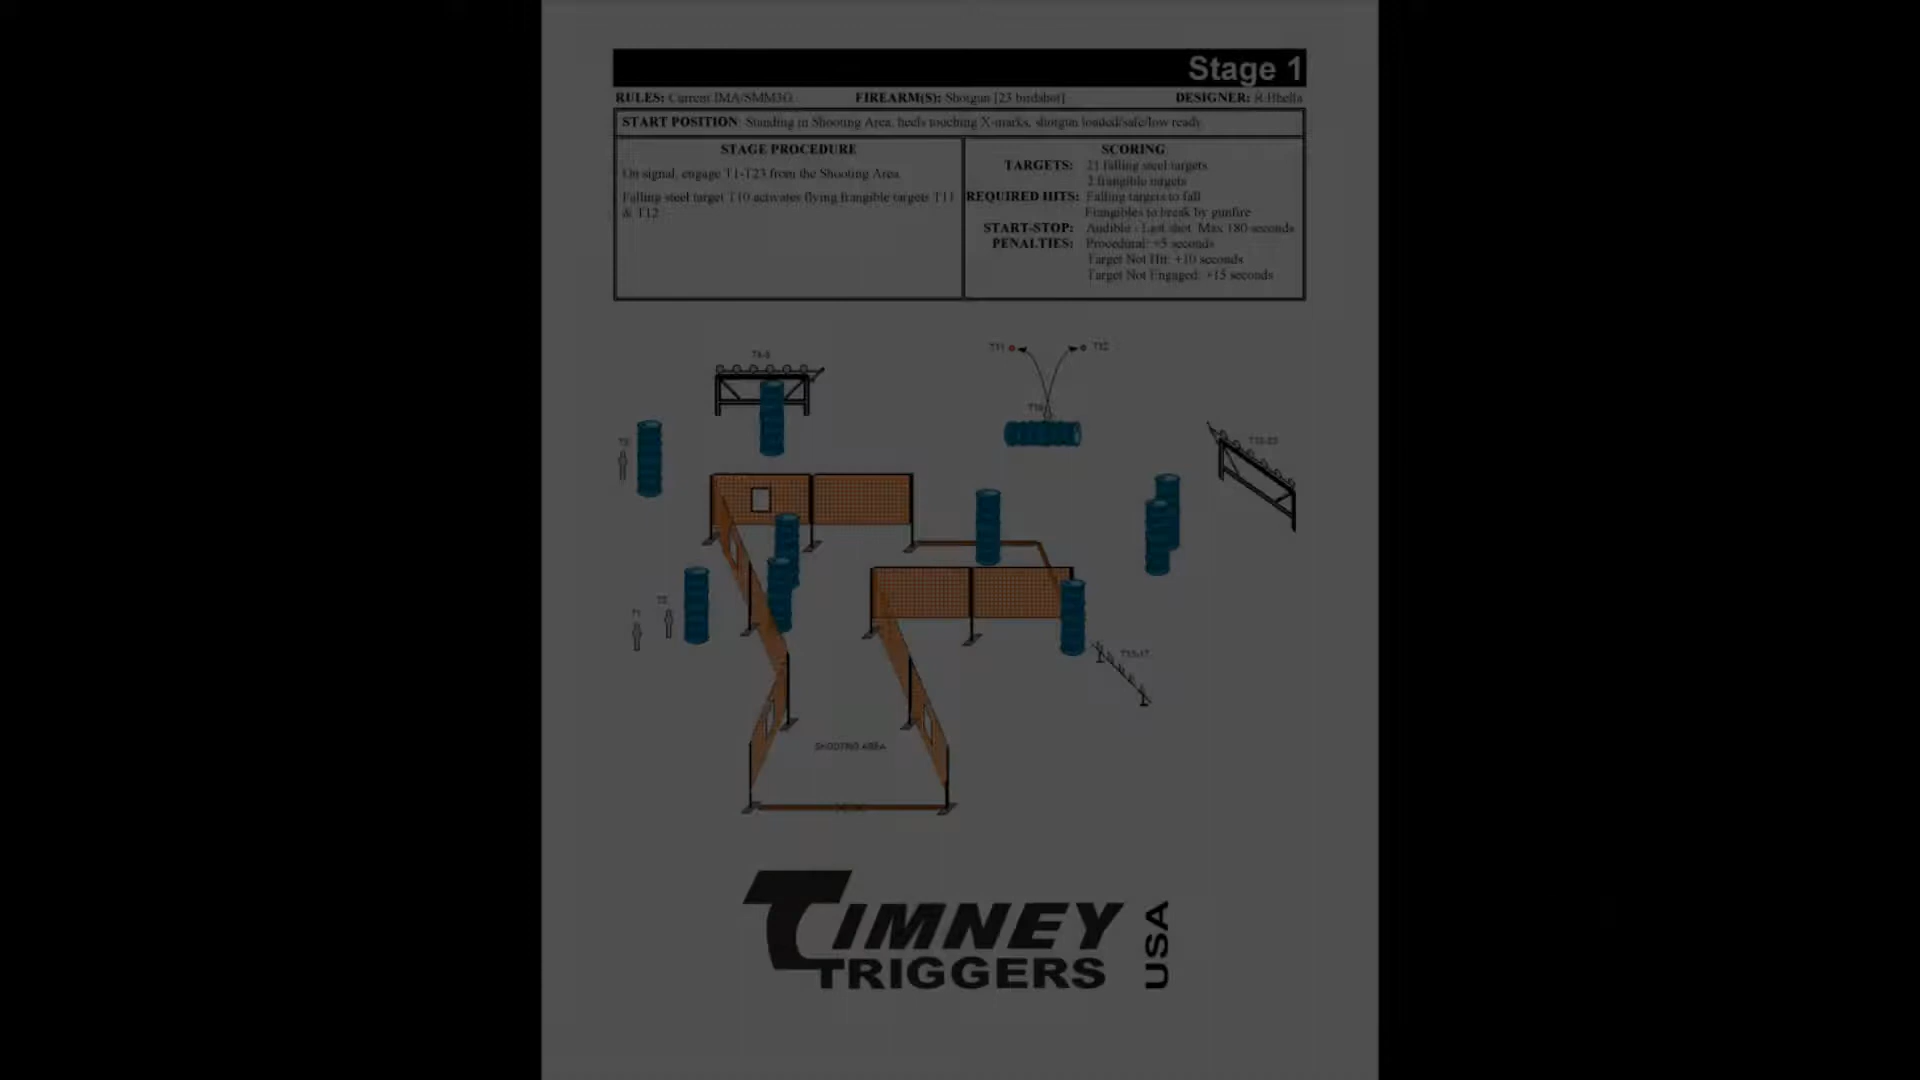 Stage 1
RULES: Current IMA/SMM3G FIREARM(S): Shotgun [23 birdshot] DESIGNER: R Bhella
START POSITION: Standing in Shooting Area, heels touching X-marks, shotgun loaded/safe/low ready
STAGE PROCEDURE
On signal, engage T1-T23 from the Shooting Area
Falling steel target T10 activates flying frangible targets T11
& T12
SCORING
TARGETS: 21 falling steel targets
2 frangible targets
REQUIRED HITS: Falling targets to fall
Frangibles to break by gunfire
START-STOP: Audible - Last shot. Max 180 seconds
PENALTIES: Procedural: +5 seconds
Target Not Hit: +10 seconds
Target Not Engaged: +15 seconds
T11 T12
T10
T1
SHOOTING AREA
TIMNEY
TRIGGERS
USA